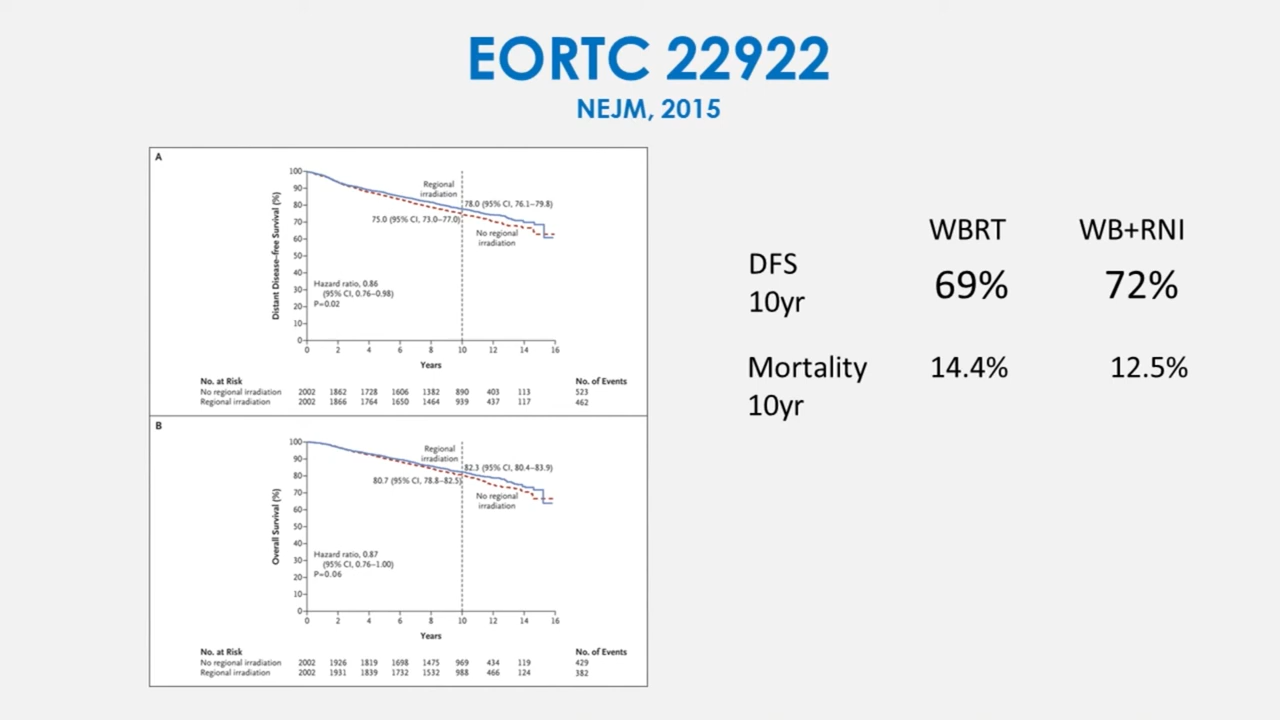 EORTC 22922
NEJM, 2015
A
100
90
80
70
60
50
40
30
20
10
0
Distant Disease–free Survival (%)
Regional
irradiation
78.0 (95% CI, 76.1–79.8)
75.0 (95% CI, 73.0–77.0)
No regional
irradiation
Hazard ratio, 0.86
(95% CI, 0.76–0.98)
P=0.02
0 2 4 6 8 10 12 14 16
Years
No. at Risk No. of Events
No regional irradiation 2002 1862 1728 1606 1382 890 403 113 523
Regional irradiation 2002 1866 1764 1650 1464 939 437 117 462
B
100
90
80
70
60
50
40
30
20
10
0
Overall Survival (%)
Regional
irradiation
82.3 (95% CI, 80.4–83.9)
80.7 (95% CI, 78.8–82.5)
No regional
irradiation
Hazard ratio, 0.87
(95% CI, 0.76–1.00)
P=0.06
0 2 4 6 8 10 12 14 16
Years
No. at Risk No. of Events
No regional irradiation 2002 1926 1819 1698 1475 969 434 119 429
Regional irradiation 2002 1931 1839 1732 1532 988 466 124 382
WBRT WB+RNI
DFS
10yr 69% 72%
Mortality 14.4% 12.5%
10yr